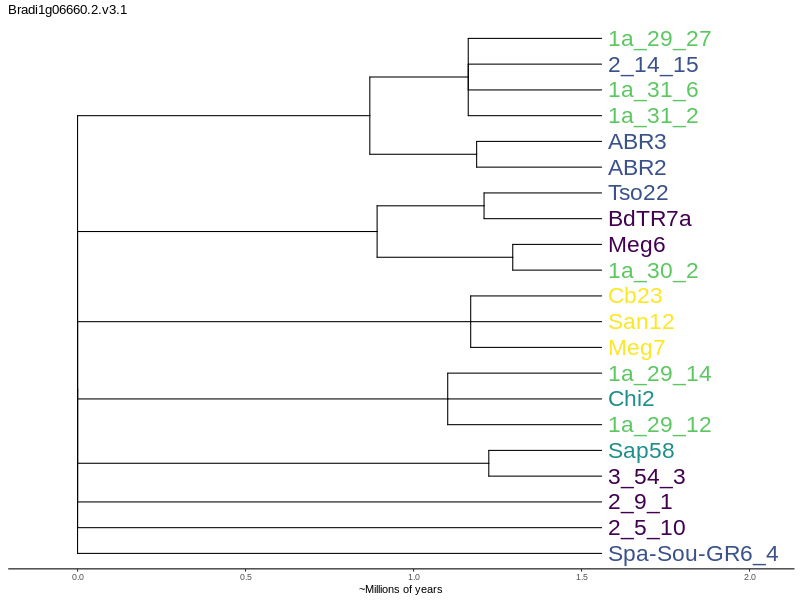 Bradi1g06660.2.v3.1
1a_29_27
2_14_15
1a_31_6
1a_31_2
ABR3
ABR2
Tso22
BdTR7a
Meg6
1a_30_2
Cb23
San12
Meg7
1a_29_14
Chi2
1a_29_12
Sap58
3_54_3
2_9_1
2_5_10
Spa-Sou-GR6_4
0.0 0.5 1.0 1.5 2.0
~Millions of years